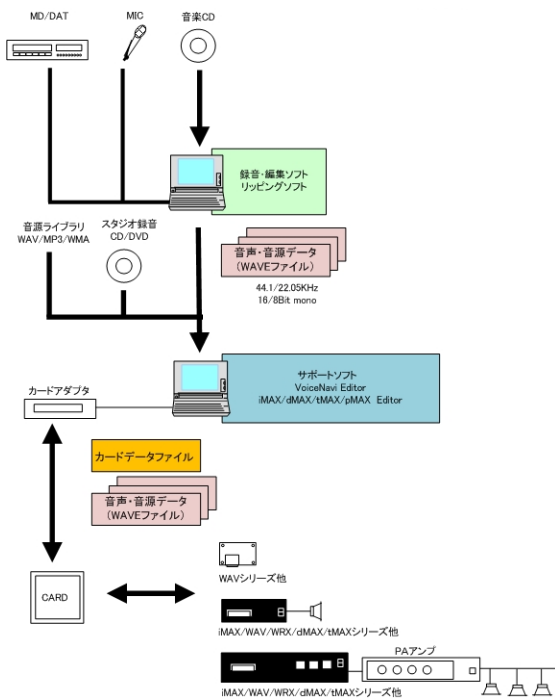 MD/DAT
MIC
音楽CD
録音・編集ソフト
リッピングソフト
音源ライブラリ
WAV/MP3/WMA
スタジオ録音
CD/DVD
音声・音源データ
(WAVEファイル)
44.1/22.05KHz
16/8Bit mono
サポートソフト
VoiceNavi Editor
iMAX/dMAX/tMAX/pMAX Editor
カードアダプタ
カードデータファイル
音声・音源データ
(WAVEファイル)
CARD
WAVシリーズ他
iMAX/WAV/WRX/dMAX/tMAXシリーズ他
PAアンプ
iMAX/WAV/WRX/dMAX/tMAXシリーズ他